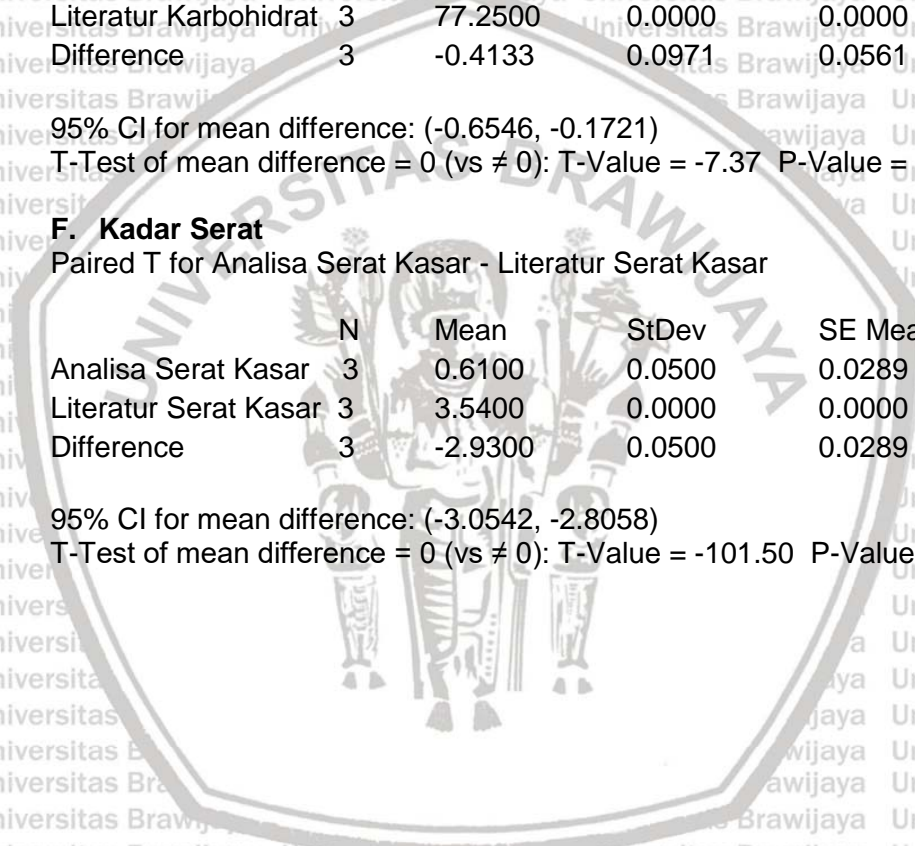 Literatur Karbohidrat 3 77.2500 0.0000 0.0000
Difference 3 -0.4133 0.0971 0.0561
95% CI for mean difference: (-0.6546, -0.1721)
T-Test of mean difference = 0 (vs ≠ 0): T-Value = -7.37 P-Value =
F. Kadar Serat
Paired T for Analisa Serat Kasar - Literatur Serat Kasar
N Mean StDev SE Mea
Analisa Serat Kasar 3 0.6100 0.0500 0.0289
Literatur Serat Kasar 3 3.5400 0.0000 0.0000
Difference 3 -2.9300 0.0500 0.0289
95% CI for mean difference: (-3.0542, -2.8058)
T-Test of mean difference = 0 (vs ≠ 0): T-Value = -101.50 P-Value
UNIVERSITAS BRAWIJAYA